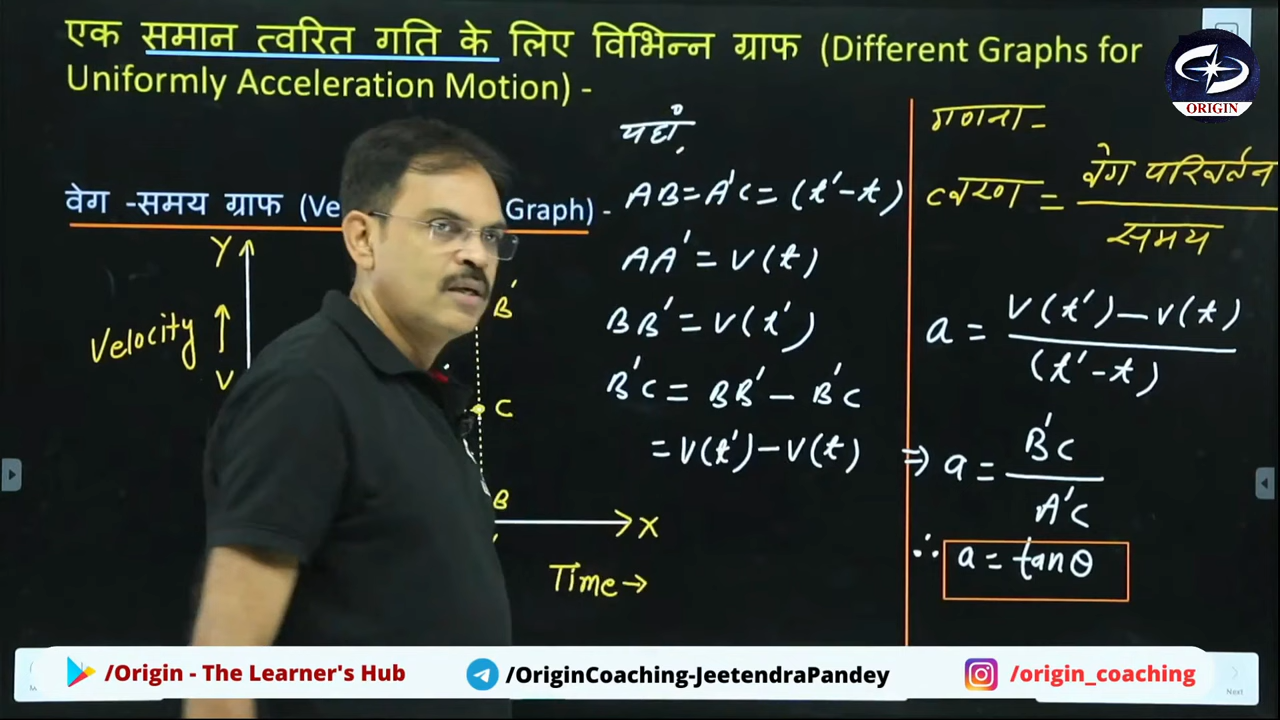 एक समान त्वरित गति के लिए विभिन्न ग्राफ (Different Graphs for
Uniformly Acceleration Motion) -
ORIGIN
वेग -समय ग्राफ (Ve Graph) -
Y
Velocity
V
B'
C
B
X
Time →
यहाँ,
AB = A'C = (t' - t)
AA' = V(t)
BB' = V(t')
B'C = BB' - B'C
= V(t') - V(t)
गणना -
त्वरण = वेग परिवर्तन
समय
a = V(t') - V(t)
(t' - t)
⇒ a = B'C
A'C
∴ a = tanθ
/Origin - The Learner's Hub
/OriginCoaching-JeetendraPandey
/origin_coaching
Next